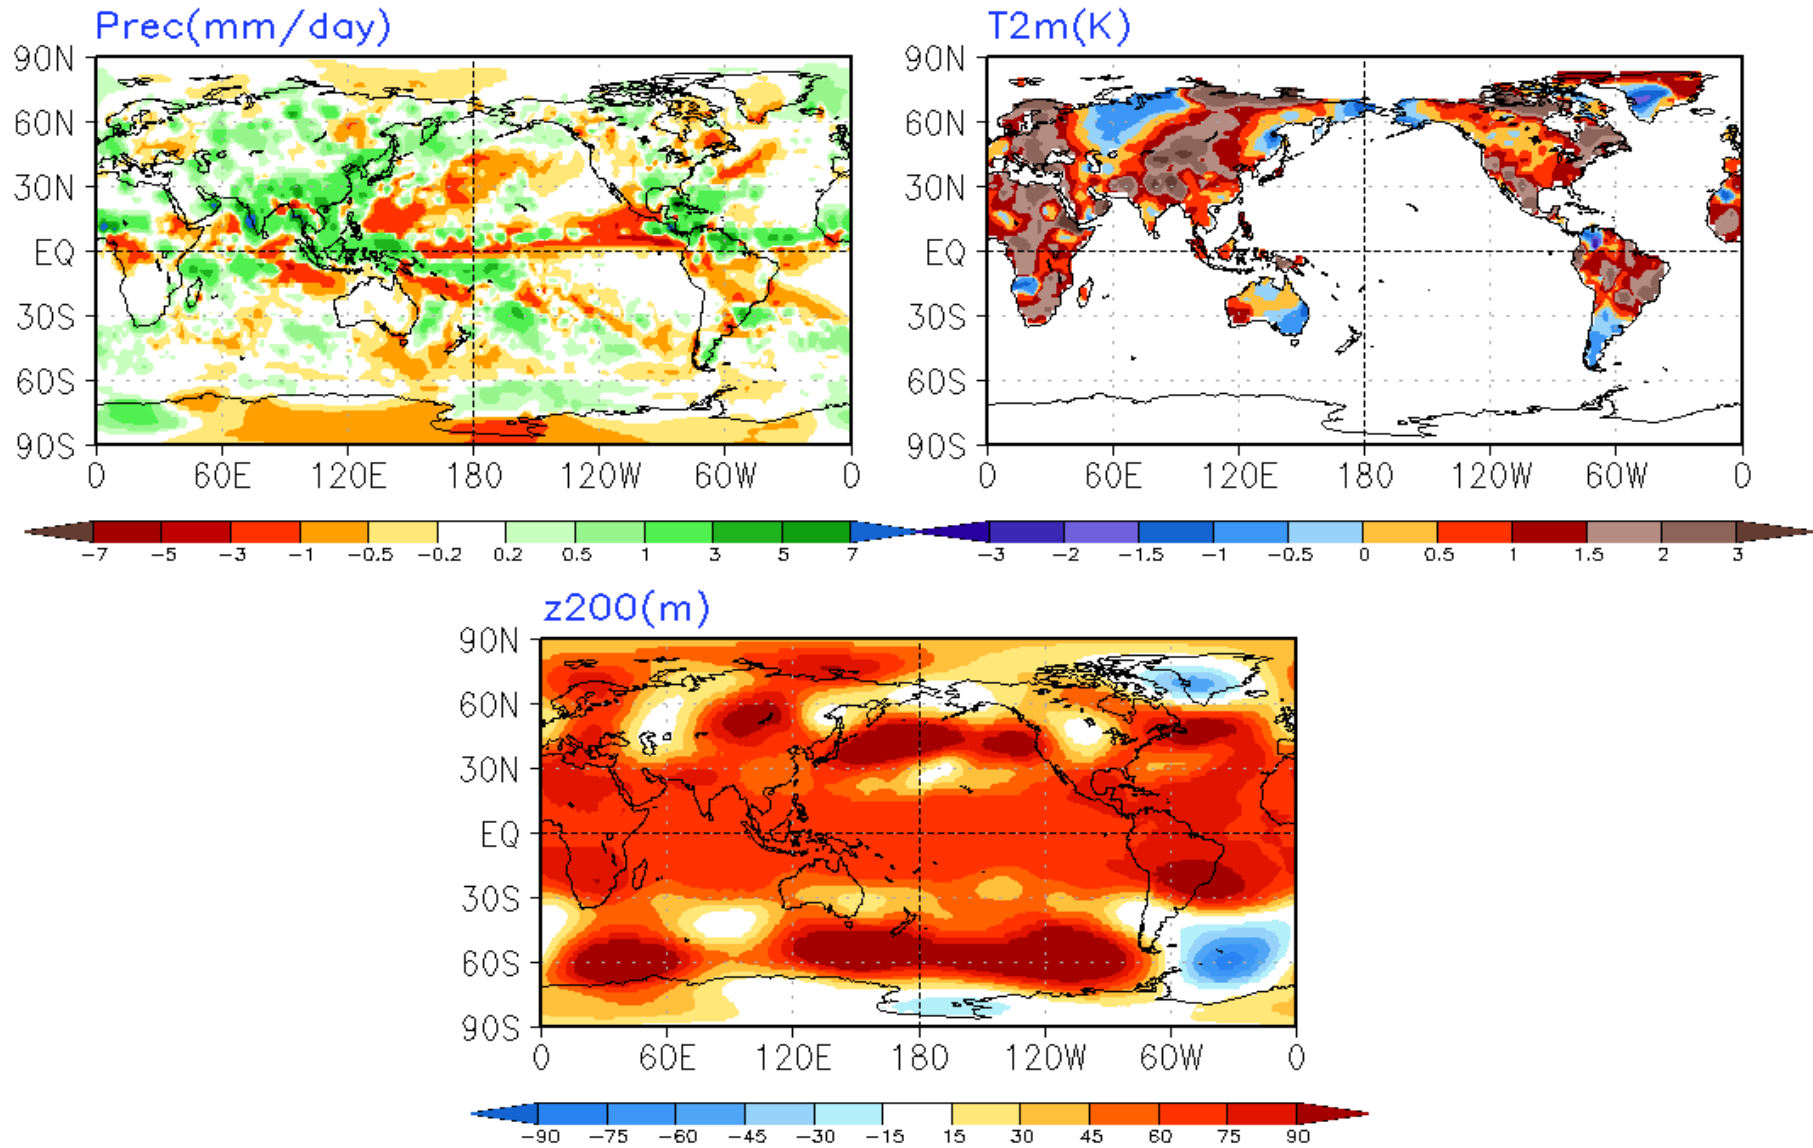 Prec(mm/day)
90N
60N
30N
EQ
30S
60S
90S
0 60E 120E 180 120W 60W 0
-7 -5 -3 -1 -0.5 -0.2 0.2 0.5 1 3 5 7
T2m(K)
90N
60N
30N
EQ
30S
60S
90S
0 60E 120E 180 120W 60W 0
-3 -2 -1.5 -1 -0.5 0 0.5 1 1.5 2 3
z200(m)
90N
60N
30N
EQ
30S
60S
90S
0 60E 120E 180 120W 60W 0
-90 -75 -60 -45 -30 -15 15 30 45 60 75 90